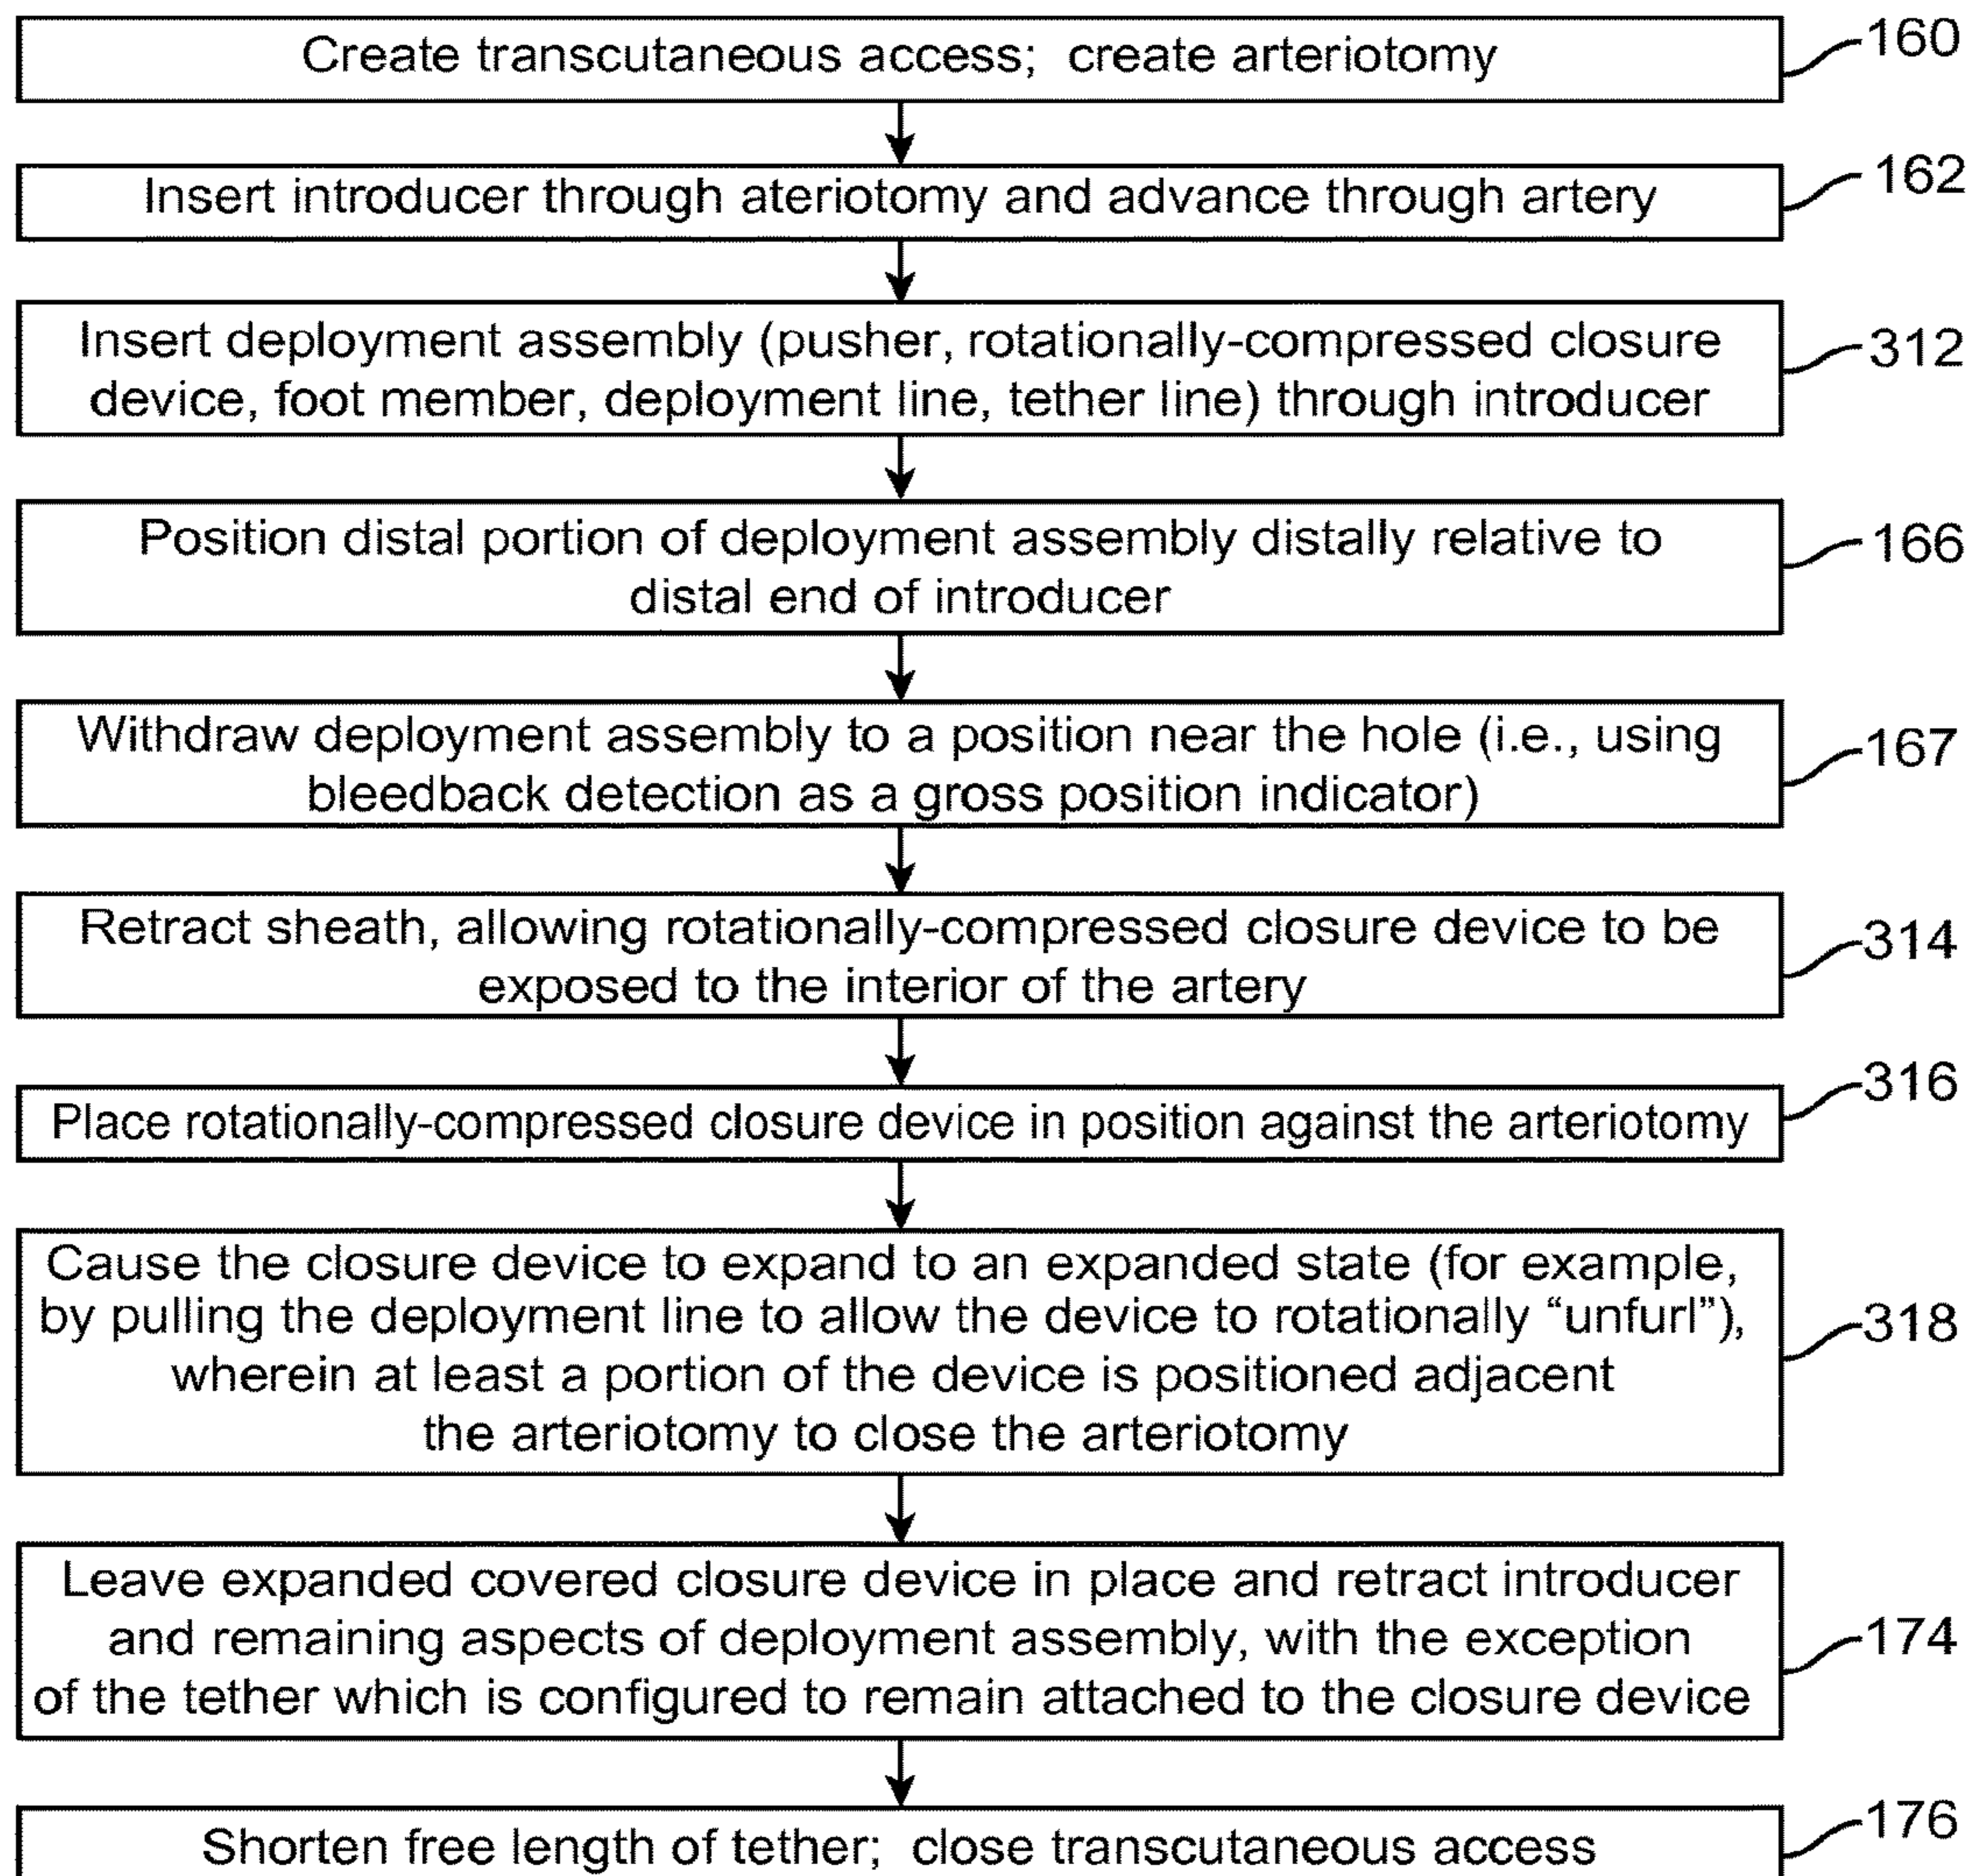 Create transcutaneous access; create arteriotomy
160
Insert introducer through ateriotomy and advance through artery
162
Insert deployment assembly (pusher, rotationally-compressed closure
device, foot member, deployment line, tether line) through introducer
312
Position distal portion of deployment assembly distally relative to
distal end of introducer
166
Withdraw deployment assembly to a position near the hole (i.e., using
bleedback detection as a gross position indicator)
167
Retract sheath, allowing rotationally-compressed closure device to be
exposed to the interior of the artery
314
Place rotationally-compressed closure device in position against the arteriotomy
316
Cause the closure device to expand to an expanded state (for example,
by pulling the deployment line to allow the device to rotationally “unfurl”),
wherein at least a portion of the device is positioned adjacent
the arteriotomy to close the arteriotomy
318
Leave expanded covered closure device in place and retract introducer
and remaining aspects of deployment assembly, with the exception
of the tether which is configured to remain attached to the closure device
174
Shorten free length of tether; close transcutaneous access
176